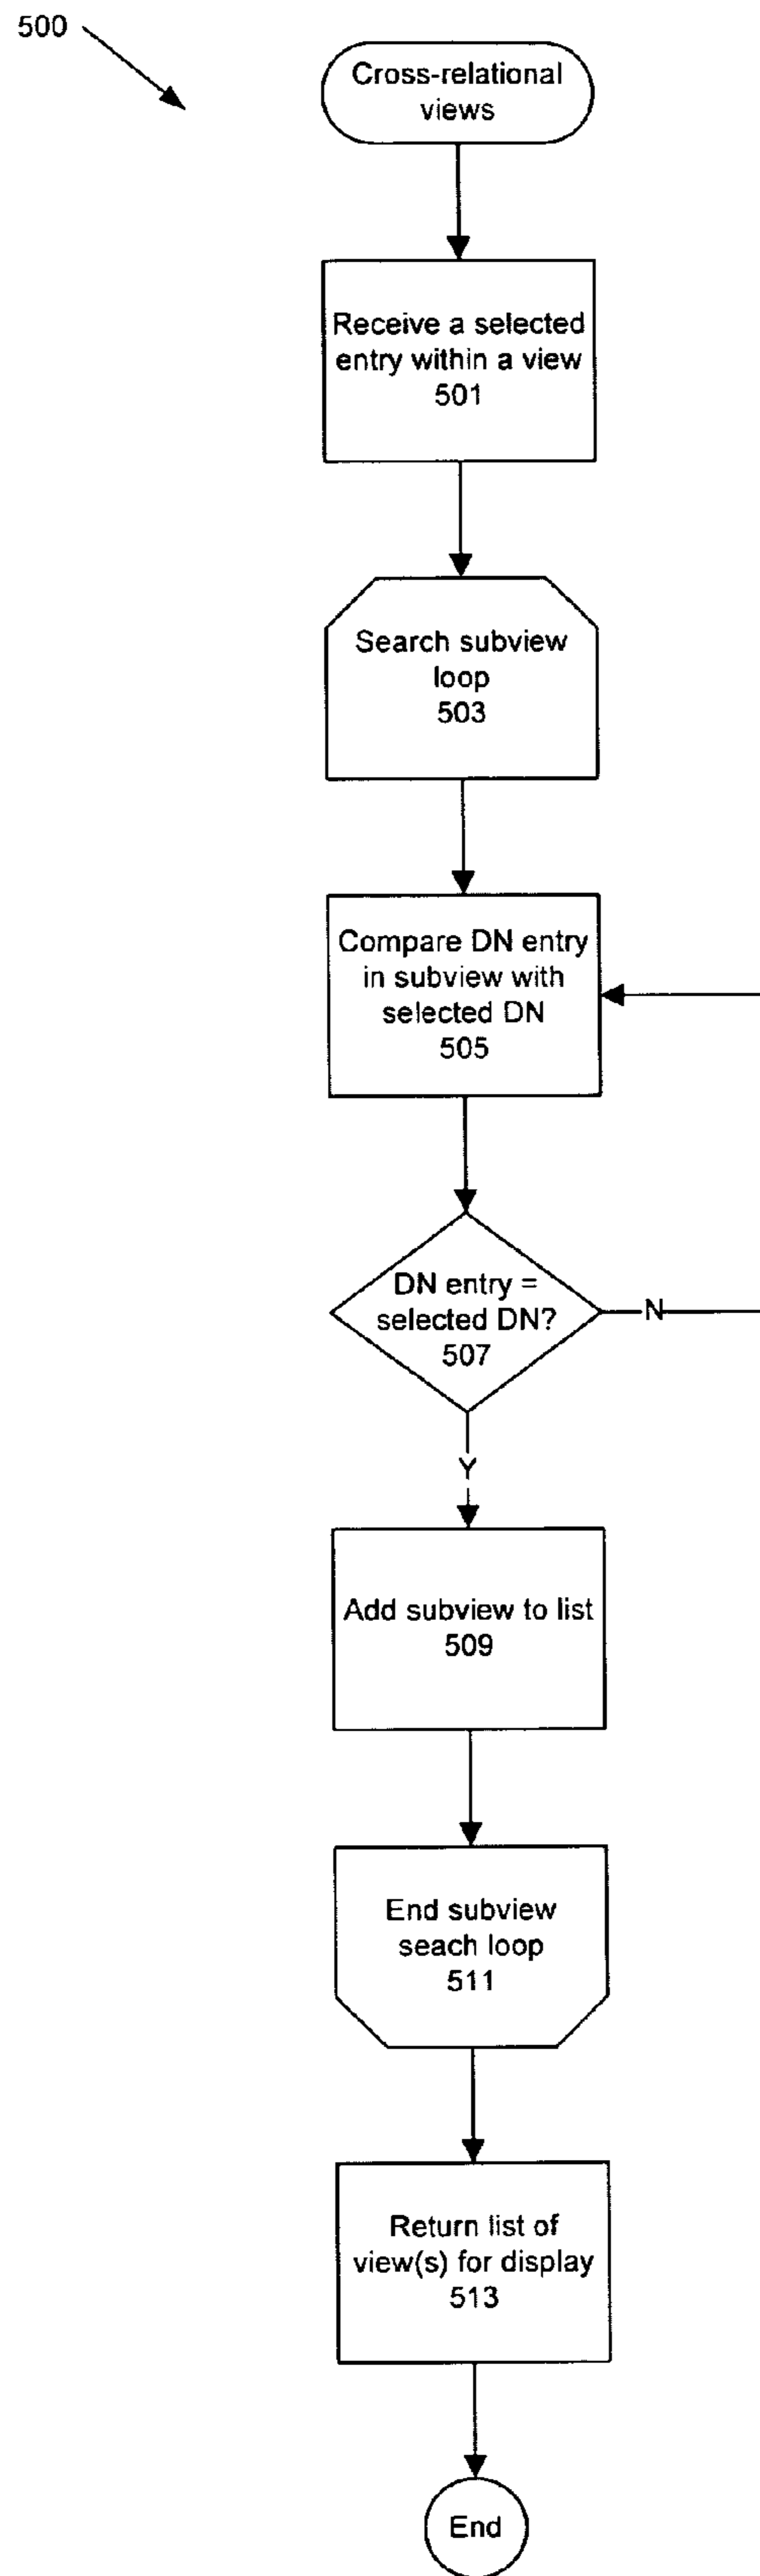 500
Cross-relational
views
Receive a selected
entry within a view
501
Search subview
loop
503
Compare DN entry
in subview with
selected DN
505
DN entry =
selected DN?
507
N
Y
Add subview to list
509
End subview
seach loop
511
Return list of
view(s) for display
513
End